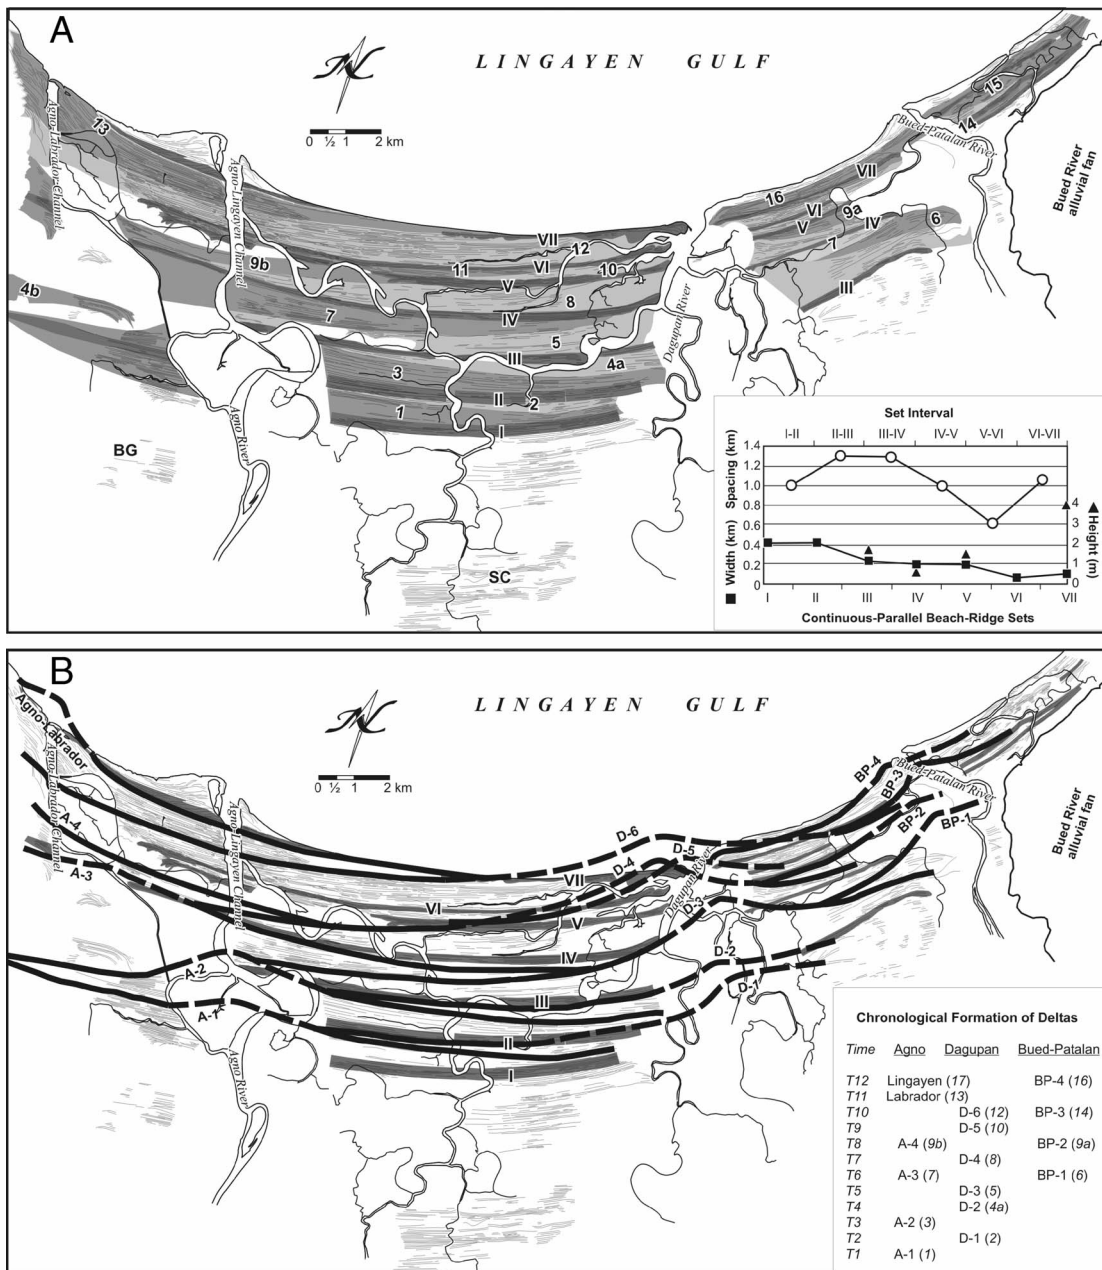 A
LINGAYEN GULF
N
0 ½ 1 2 km
Agno-Labrador Channel
13
Agno-Lingayen Channel
15
14
Bued-Patalan River
Bued River
alluvial fan
VII
16
VI
9a
IV
6
V
7
III
VII
12
VI
11
10
9b
V
8
IV
7
5
Dagupan River
III
4a
4b
3
II
2
1
I
Agno River
BG
SC
Set Interval
I-II II-III III-IV IV-V V-VI VI-VII
Spacing (km)
1.4
1.2
1.0
0.8
0.6
0.4
0.2
0
Width (km)
4
3
2
1
0
Height (m)
I II III IV V VI VII
Continuous-Parallel Beach-Ridge Sets
B
LINGAYEN GULF
N
0 ½ 1 2 km
Agno-Labrador
Agno-Labrador Channel
Agno-Lingayen Channel
BP-4
BP-3
Bued-Patalan River
BP-2
BP-1
Bued River
alluvial fan
A-4
A-3
D-6
D-5
D-4
VII
Dagupan River
VI
V
D-3
IV
D-2
A-2
D-1
III
A-1
II
I
Agno River
Chronological Formation of Deltas
Time Agno Dagupan Bued-Patalan
T12 Lingayen (17) BP-4 (16)
T11 Labrador (13)
T10 D-6 (12) BP-3 (14)
T9 D-5 (10)
T8 A-4 (9b) BP-2 (9a)
T7 D-4 (8)
T6 A-3 (7) BP-1 (6)
T5 D-3 (5)
T4 D-2 (4a)
T3 A-2 (3)
T2 D-1 (2)
T1 A-1 (1)